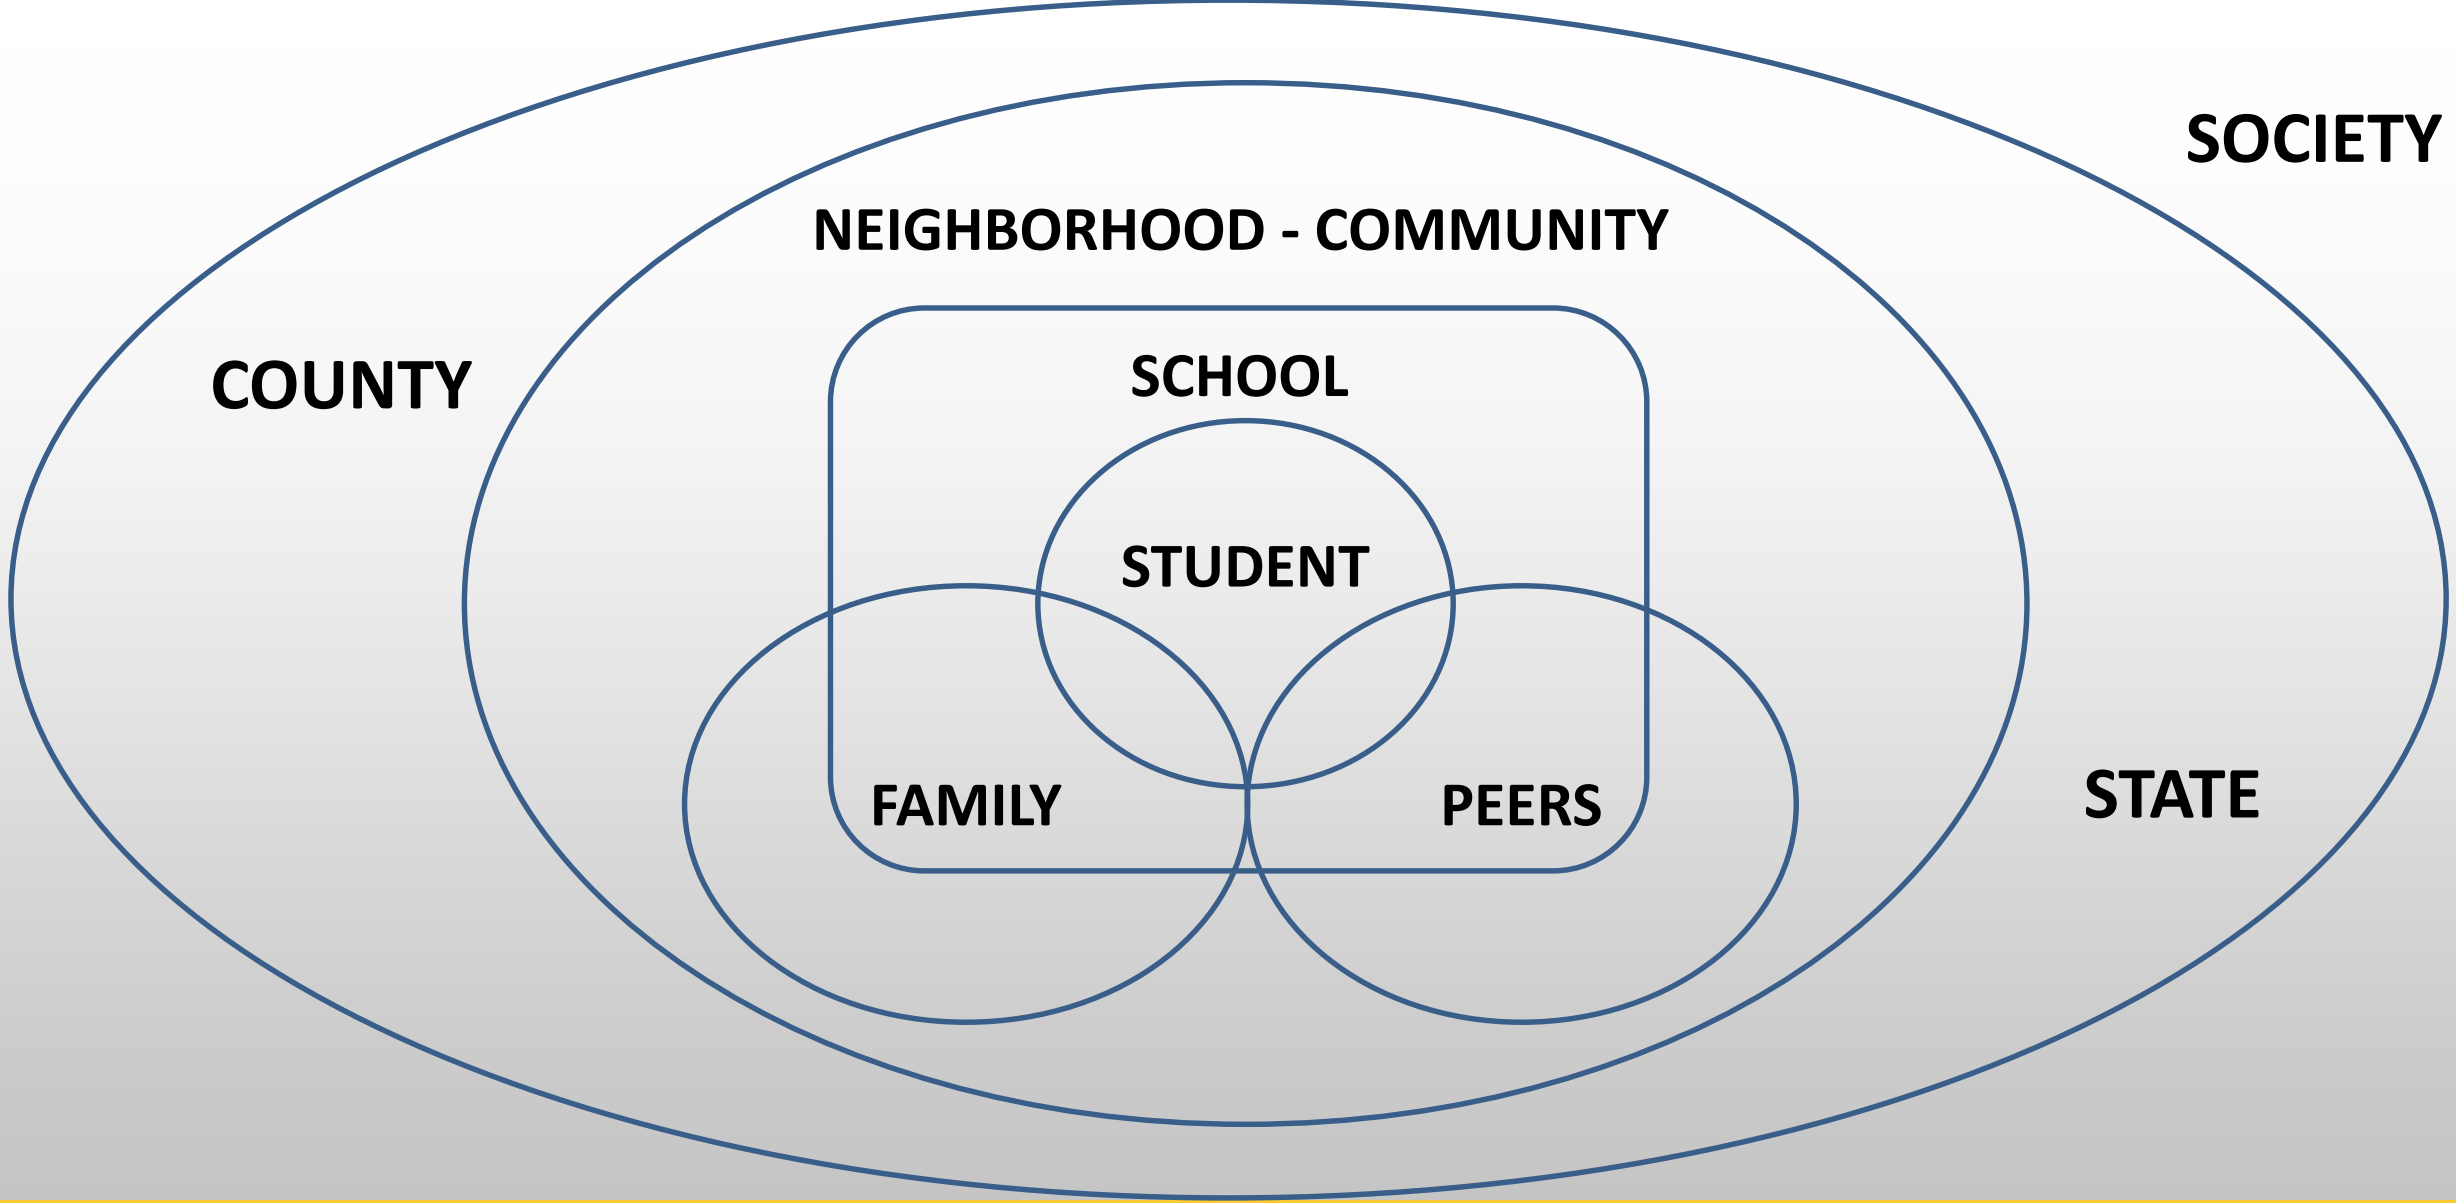 SOCIETY
NEIGHBORHOOD - COMMUNITY
COUNTY
SCHOOL
STUDENT
FAMILY
PEERS
STATE